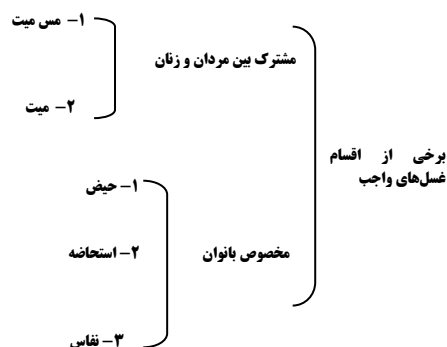 برخی از اقسام
غسل‌های واجب
مشترک بین مردان و زنان
۱- مس میت
۲- میت
مخصوص بانوان
۱- حیض
۲- استحاضه
۳- نفاس